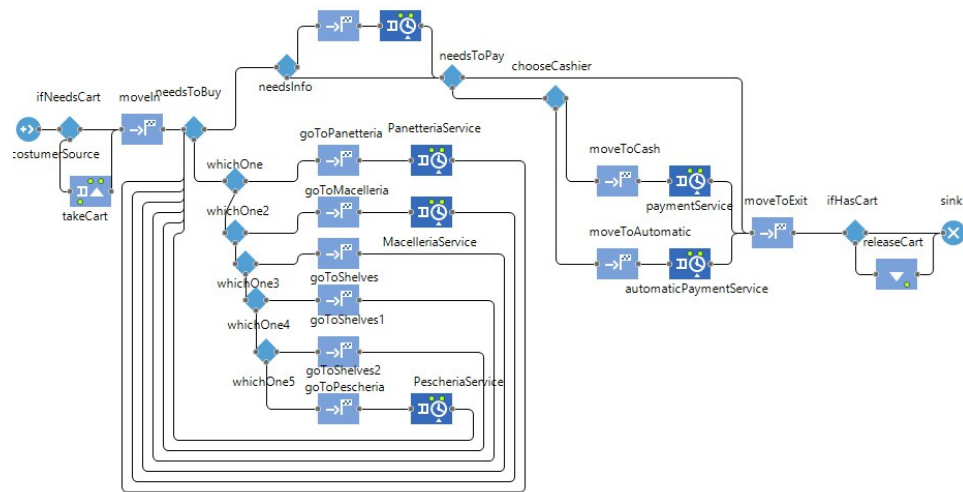 needsToPay
chooseCashier
ifNeedsCart
moveIn
needsToBuy
needsInfo
costumerSource
goToPanetteria
PanetteriaService
whichOne
takeCart
goToMacelleria
whichOne2
MacelleriaService
whichOne3
goToShelves
whichOne4
goToShelves1
whichOne5
goToShelves2
goToPescheria
PescheriaService
moveToCash
paymentService
moveToExit
ifHasCart
sink
moveToAutomatic
releaseCart
automaticPaymentService